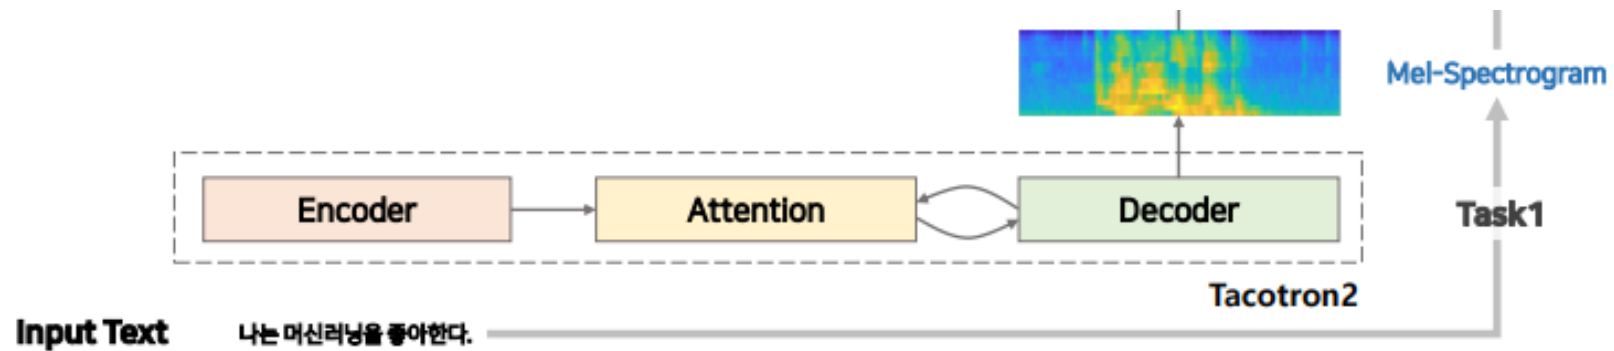 Mel-Spectrogram
Encoder
Attention
Decoder
Task1
Tacotron2
Input Text 나는 머신러닝을 좋아한다.